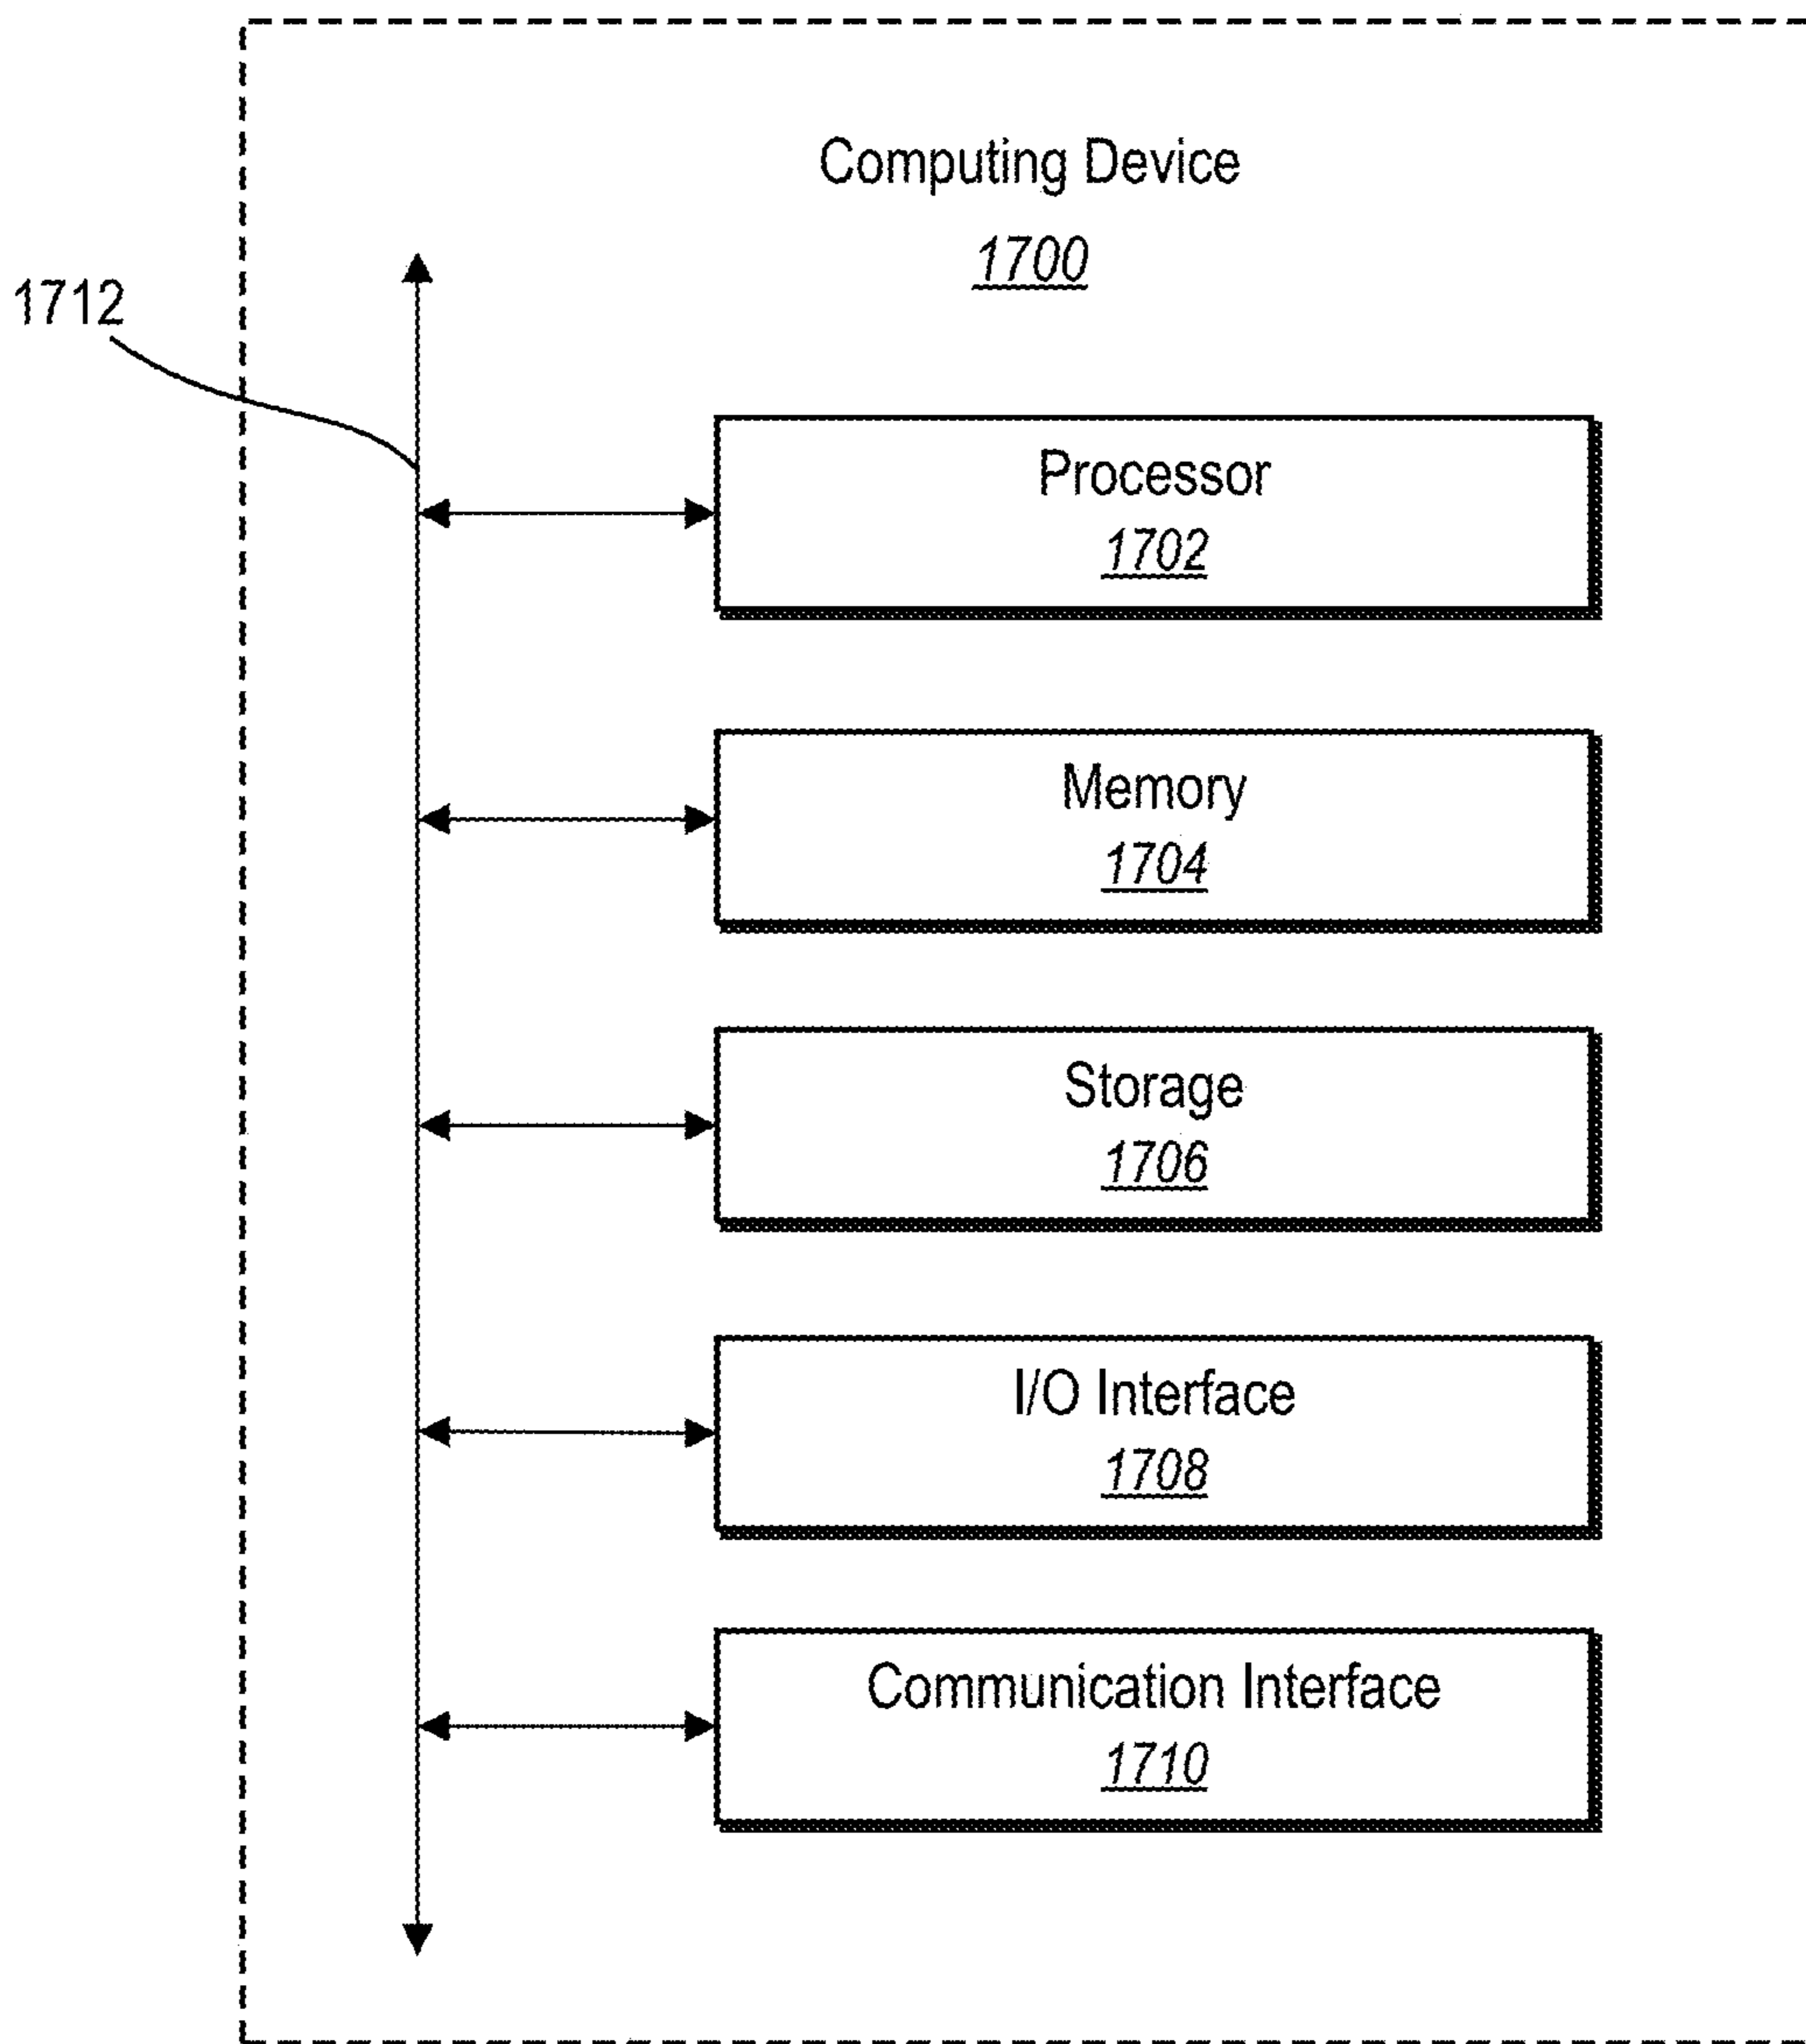 Computing Device
1700
1712
Processor
1702
Memory
1704
Storage
1706
I/O Interface
1708
Communication Interface
1710